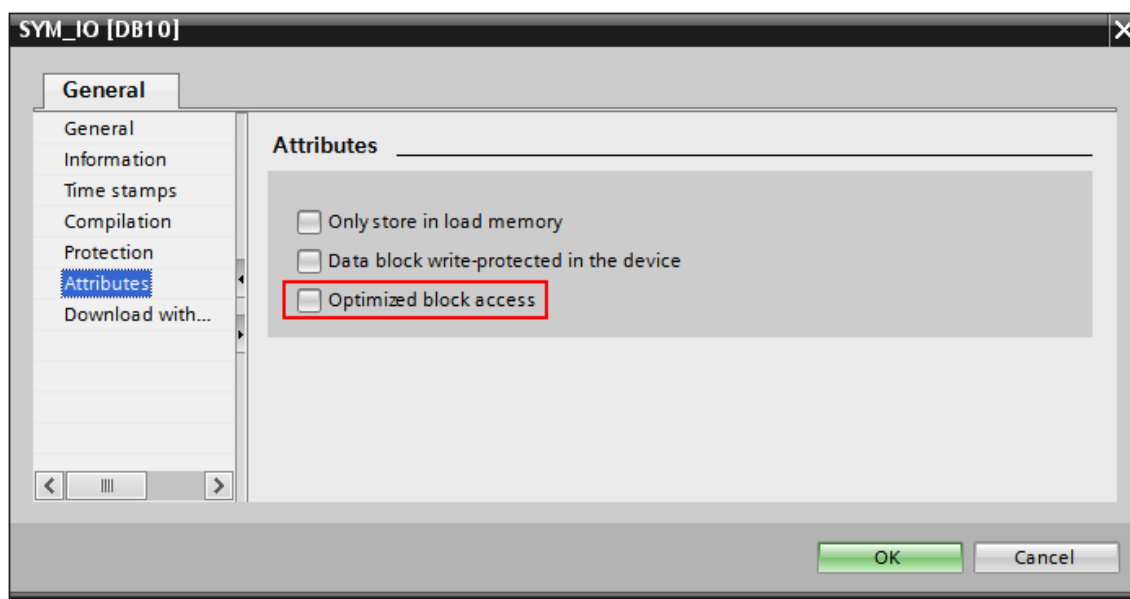 SYM_IO [DB10]
General
General
Information
Time stamps
Compilation
Protection
Attributes
Download with...
Attributes
Only store in load memory
Data block write-protected in the device
Optimized block access
OK
Cancel